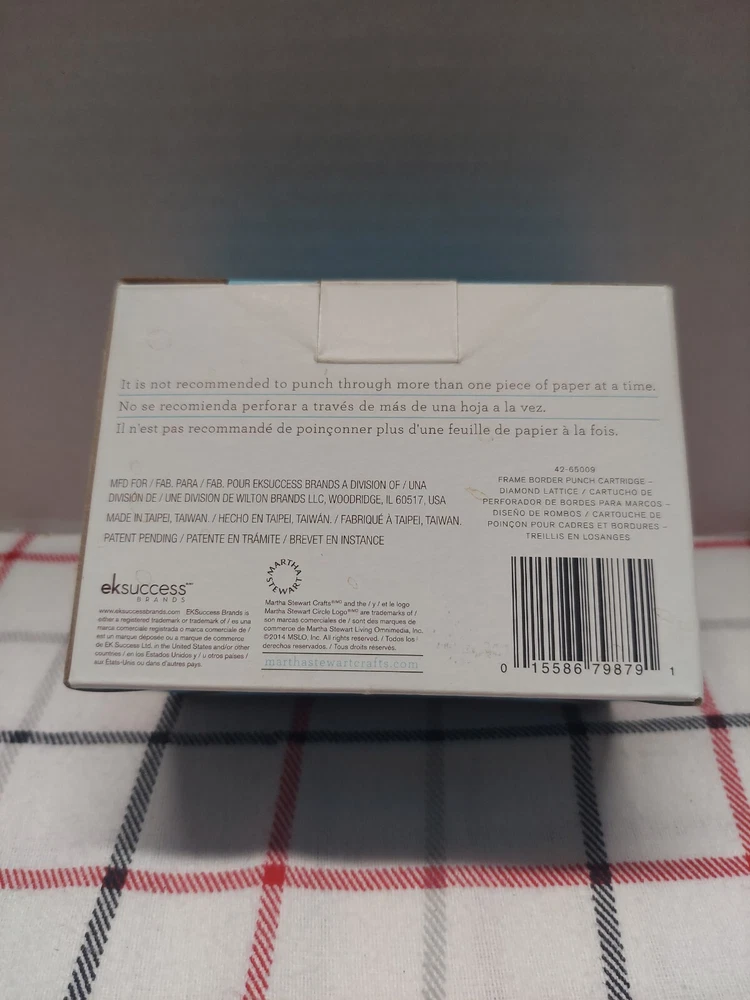 It is not recommended to punch through more than one piece of paper at a time.
No se recomienda perforar a través de más de una hoja a la vez.
Il n'est pas recommandé de poinçonner plus d'une feuille de papier à la fois.
MFD FOR / FAB. PARA / FAB. POUR EKSUCCESS BRANDS A DIVISION OF / UNA
DIVISIÓN DE / UNE DIVISION DE WILTON BRANDS LLC, WOODRIDGE, IL 60517, USA
MADE IN TAIPEI, TAIWAN. / HECHO EN TAIPEI, TAIWÁN. / FABRIQUÉ À TAIPEI, TAIWAN.
PATENT PENDING / PATENTE EN TRÁMITE / BREVET EN INSTANCE
42-65009
FRAME BORDER PUNCH CARTRIDGE –
DIAMOND LATTICE / CARTUCHO DE
PERFORADOR DE BORDES PARA MARCOS –
DISEÑO DE ROMBOS / CARTOUCHE DE
POINÇON POUR CADRES ET BORDURES –
TREILLIS EN LOSANGES
eksuccess
BRANDS
www.eksuccessbrands.com EKSuccess Brands is
either a registered trademark or trademark of / es una
marca comerciale registrada o marca comerciale de /
est un marque déposée ou a marque de commerce
de EK Success Ltd. in the United States and/or other
countries / en los Estados Unidos y / u otros países /
aux États-Unis ou dans d'autres pays.
MARTHA
STEWART
Martha Stewart Crafts and the / y / et le logo
Martha Stewart Circle Logo are trademarks of /
son marcas comerciales de / sont des marques de
commerce de Martha Stewart Living Omnimedia, Inc.
©2014 MSLO, Inc. All rights reserved. / Todos los
derechos reservados. / Tous droits réservés.
marthastewartcrafts.com
0 15586 79879 1